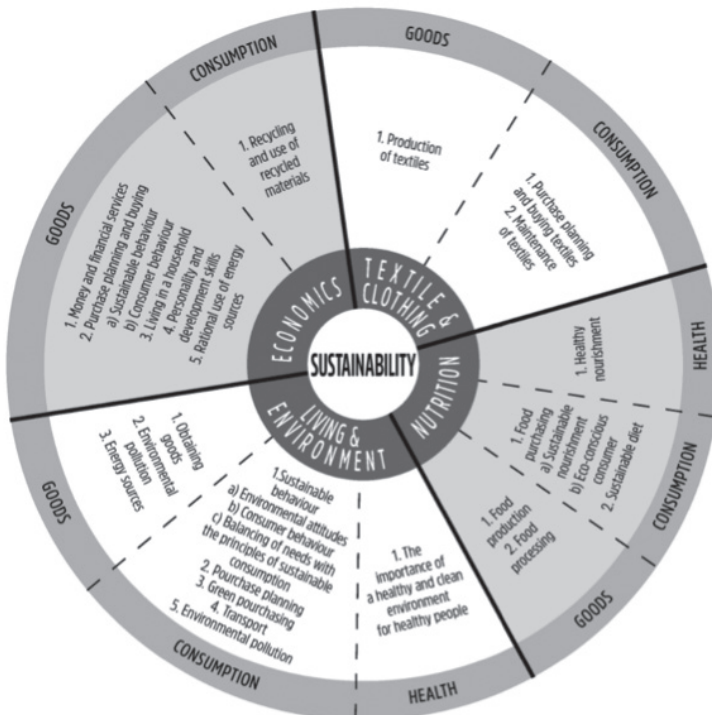 SUSTAINABILITY
ECONOMICS
TEXTILE &
CLOTHING
NUTRITION
LIVING &
ENVIRONMENT
GOODS
1. Production
of textiles
CONSUMPTION
1. Purchase planning
and buying textiles
2. Maintenance
of textiles
HEALTH
1. Healthy
nourishment
CONSUMPTION
1. Food
purchasing
a) Sustainable
nourishment
b) Eco-conscious
consumer
2. Sustainable diet
GOODS
1. Food
production
2. Food
processing
HEALTH
1. The
importance of
a healthy and clean
environment
for healthy people
CONSUMPTION
1.Sustainable
behaviour
a) Environmental attitudes
b) Consumer behaviour
c) Balancing of needs with
the principles of sustainable
consumption
2. Pourchase planning
3. Green pourchasing
4. Transport
5. Environmental pollution
GOODS
1. Obtaining
goods
2. Environmental
pollution
3. Energy sources
GOODS
1. Money and financial services
2. Purchase planning and buying
a) Sustainable behaviour
b) Consumer behaviour
3. Living in a household
4. Personality and
development skills
5. Rational use of energy
sources
CONSUMPTION
1. Recycling
and use of
recycled
materials